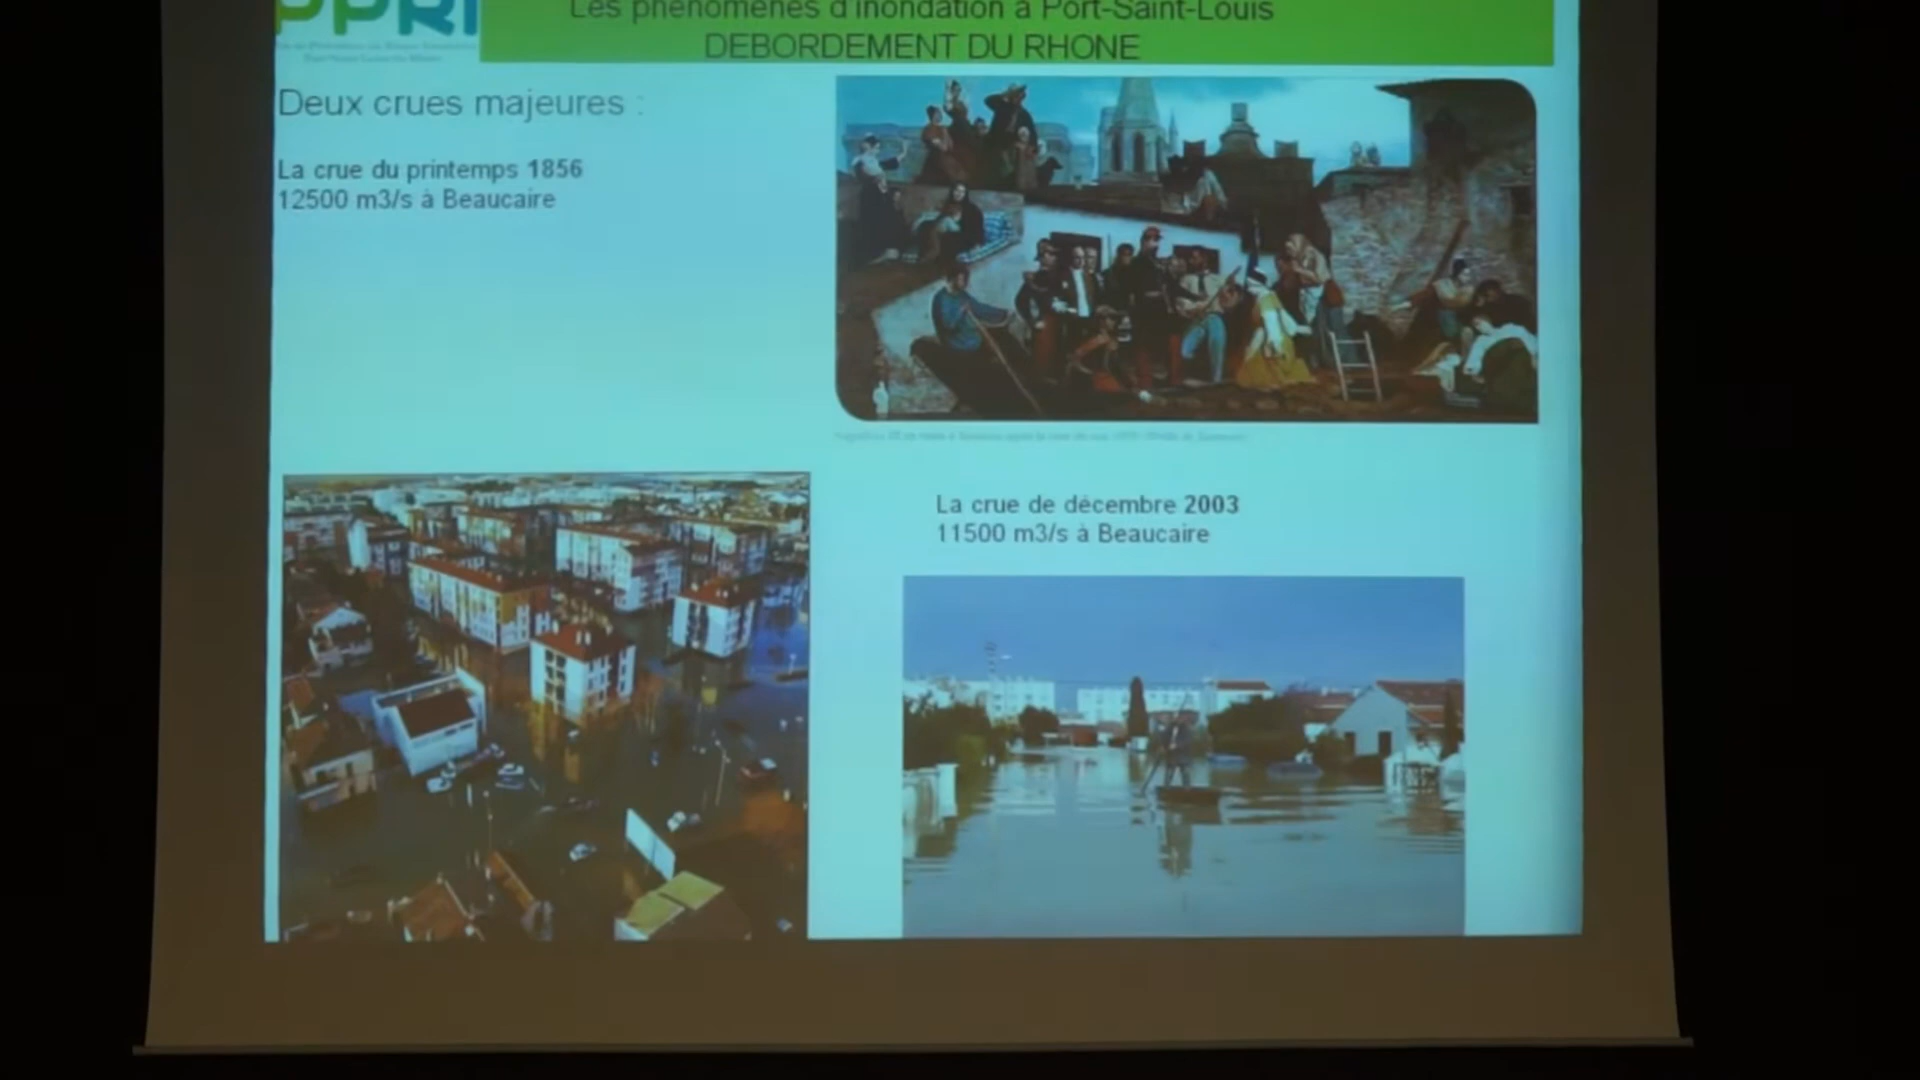 PPRI
Les phénomènes d'inondation à Port-Saint-Louis
DEBORDEMENT DU RHONE
Deux crues majeures :
La crue du printemps 1856
12500 m3/s à Beaucaire
La crue de décembre 2003
11500 m3/s à Beaucaire